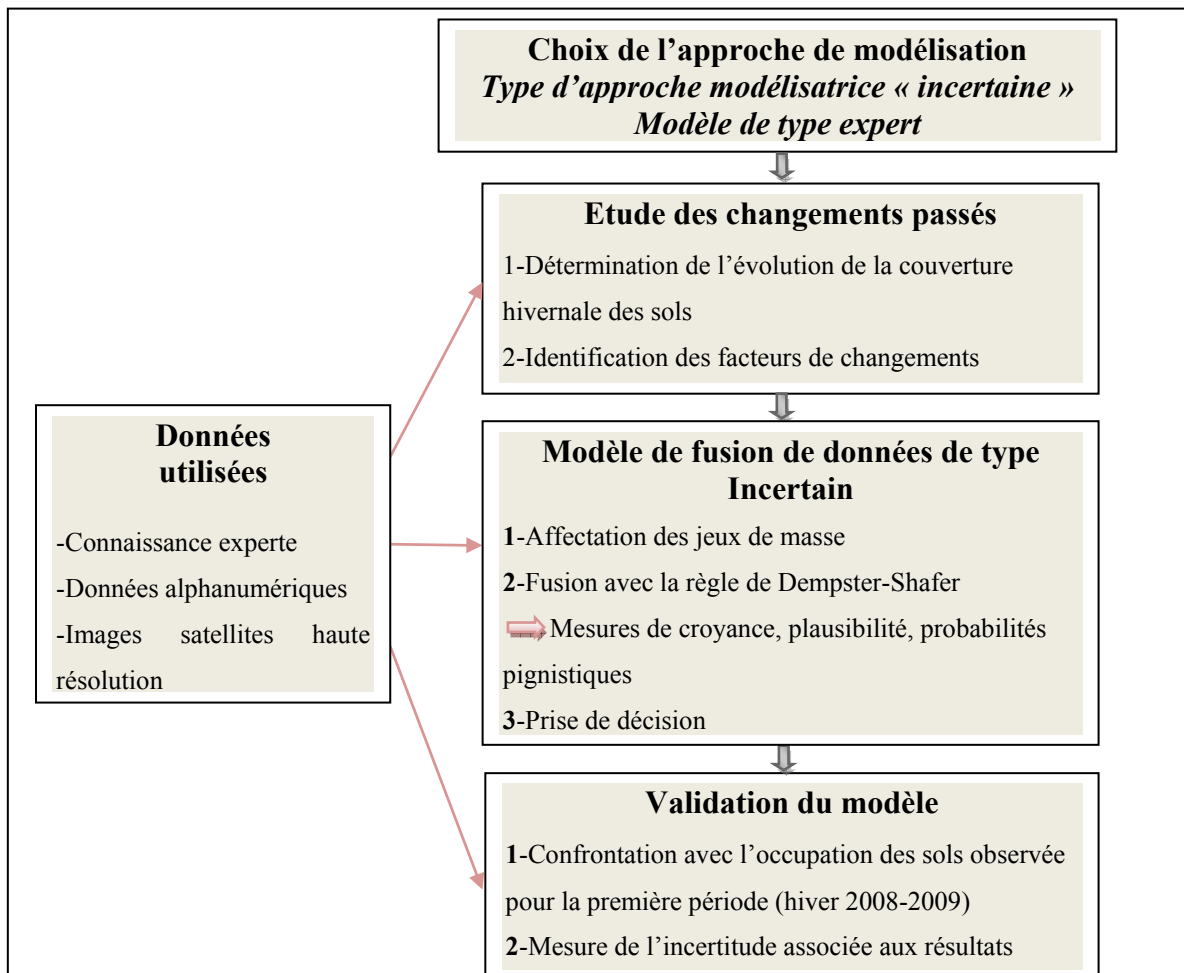 Choix de l’approche de modélisation
Type d’approche modélisatrice « incertaine »
Modèle de type expert
Etude des changements passés
1-Détermination de l’évolution de la couverture
hivernale des sols
2-Identification des facteurs de changements
Données
utilisées
-Connaissance experte
-Données alphanumériques
-Images satellites haute
résolution
Modèle de fusion de données de type
Incertain
1-Affectation des jeux de masse
2-Fusion avec la règle de Dempster-Shafer
Mesures de croyance, plausibilité, probabilités
pignistiques
3-Prise de décision
Validation du modèle
1-Confrontation avec l’occupation des sols observée
pour la première période (hiver 2008-2009)
2-Mesure de l’incertitude associée aux résultats